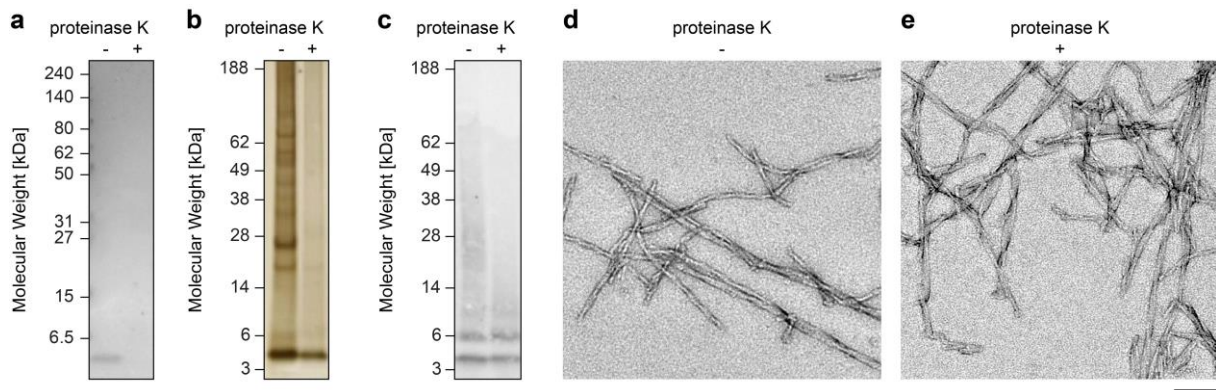 a
proteinase K
- +
Molecular Weight [kDa]
240
140
80
62
50
31
27
15
6.5
b
proteinase K
- +
Molecular Weight [kDa]
188
62
49
38
28
14
6
3
c
proteinase K
- +
Molecular Weight [kDa]
188
62
49
38
28
14
6
3
d
proteinase K
-
e
proteinase K
+